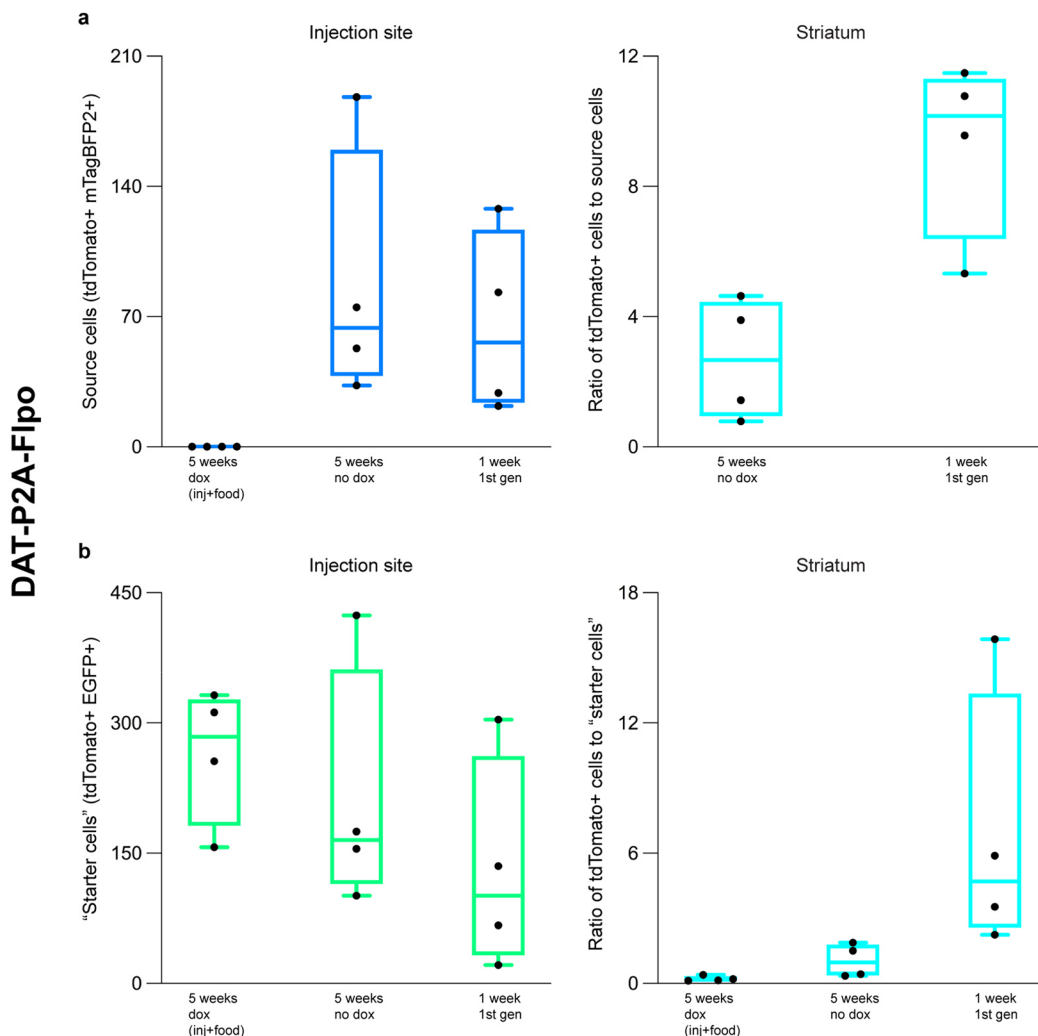 DAT-P2A-Flpo
a
Injection site
Source cells (tdTomato+ mTagBFP2+)
210
140
70
0
5 weeks
dox
(inj+food)
5 weeks
no dox
1 week
1st gen
Striatum
Ratio of tdTomato+ cells to source cells
12
8
4
0
5 weeks
no dox
1 week
1st gen
b
Injection site
“Starter cells” (tdTomato+ EGFP+)
450
300
150
0
5 weeks
dox
(inj+food)
5 weeks
no dox
1 week
1st gen
Striatum
Ratio of tdTomato+ cells to “starter cells”
18
12
6
0
5 weeks
dox
(inj+food)
5 weeks
no dox
1 week
1st gen